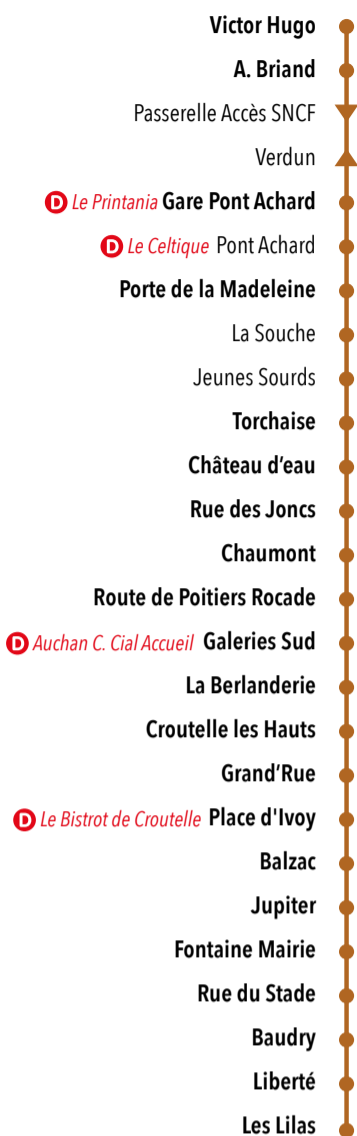 Victor Hugo
A. Briand
Passerelle Accès SNCF
Verdun
D Le Printania Gare Pont Achard
D Le Celtique Pont Achard
Porte de la Madeleine
La Souche
Jeunes Sourds
Torchaise
Château d'eau
Rue des Joncs
Chaumont
Route de Poitiers Rocade
D Auchan C. Cial Accueil Galeries Sud
La Berlanderie
Croutelle les Hauts
Grand'Rue
D Le Bistrot de Croutelle Place d'Ivoy
Balzac
Jupiter
Fontaine Mairie
Rue du Stade
Baudry
Liberté
Les Lilas